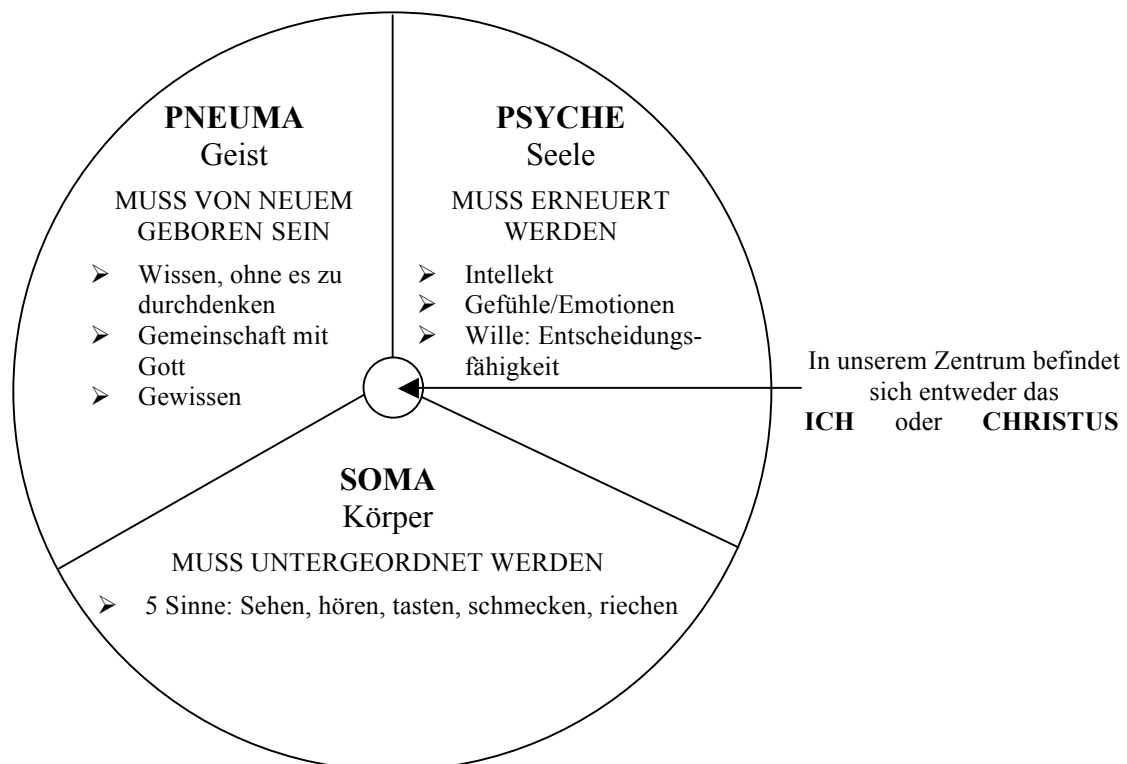 PNEUMA
Geist
MUSS VON NEUEM
GEBOREN SEIN
➢ Wissen, ohne es zu
durchdenken
➢ Gemeinschaft mit
Gott
➢ Gewissen
PSYCHE
Seele
MUSS ERNEUERT
WERDEN
➢ Intellekt
➢ Gefühle/Emotionen
➢ Wille: Entscheidungs-
fähigkeit
In unserem Zentrum befindet
sich entweder das
ICH oder CHRISTUS
SOMA
Körper
MUSS UNTERGEORDNET WERDEN
➢ 5 Sinne: Sehen, hören, tasten, schmecken, riechen